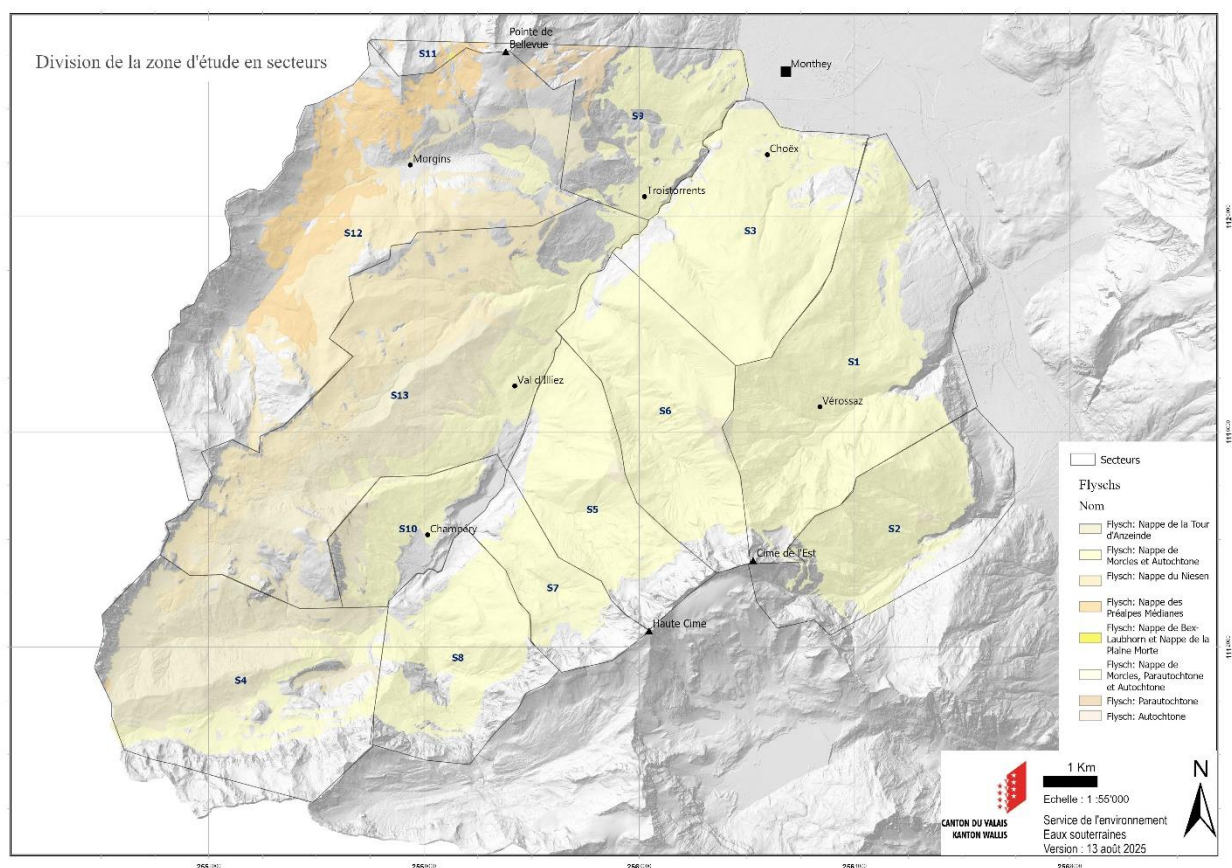 Division de la zone d'étude en secteurs
Pointe de
Bellevue
S11
Monthey
S9
Choëx
Morgins
Troistorrents
S12
S3
S1
Val d'Illiez
S13
S6
Vérossaz
S10
Champéry
S5
S2
Cime de l'Est
S7
Haute Cime
S8
S4
Secteurs
Flyschs
Nom
Flysch: Nappe de la Tour
d'Anzeinde
Flysch: Nappe de
Morcles et Autochtone
Flysch: Nappe du Niesen
Flysch: Nappe des
Préalpes Médianes
Flysch: Nappe de Bex-
Laubhorn et Nappe de la
Plaine Morte
Flysch: Nappe de
Morcles, Parautochtone
et Autochtone
Flysch: Parautochtone
Flysch: Autochtone
CANTON DU VALAIS
KANTON WALLIS
1 Km
Echelle : 1 :55'000
Service de l'environnement
Eaux souterraines
Version : 13 août 2025
N